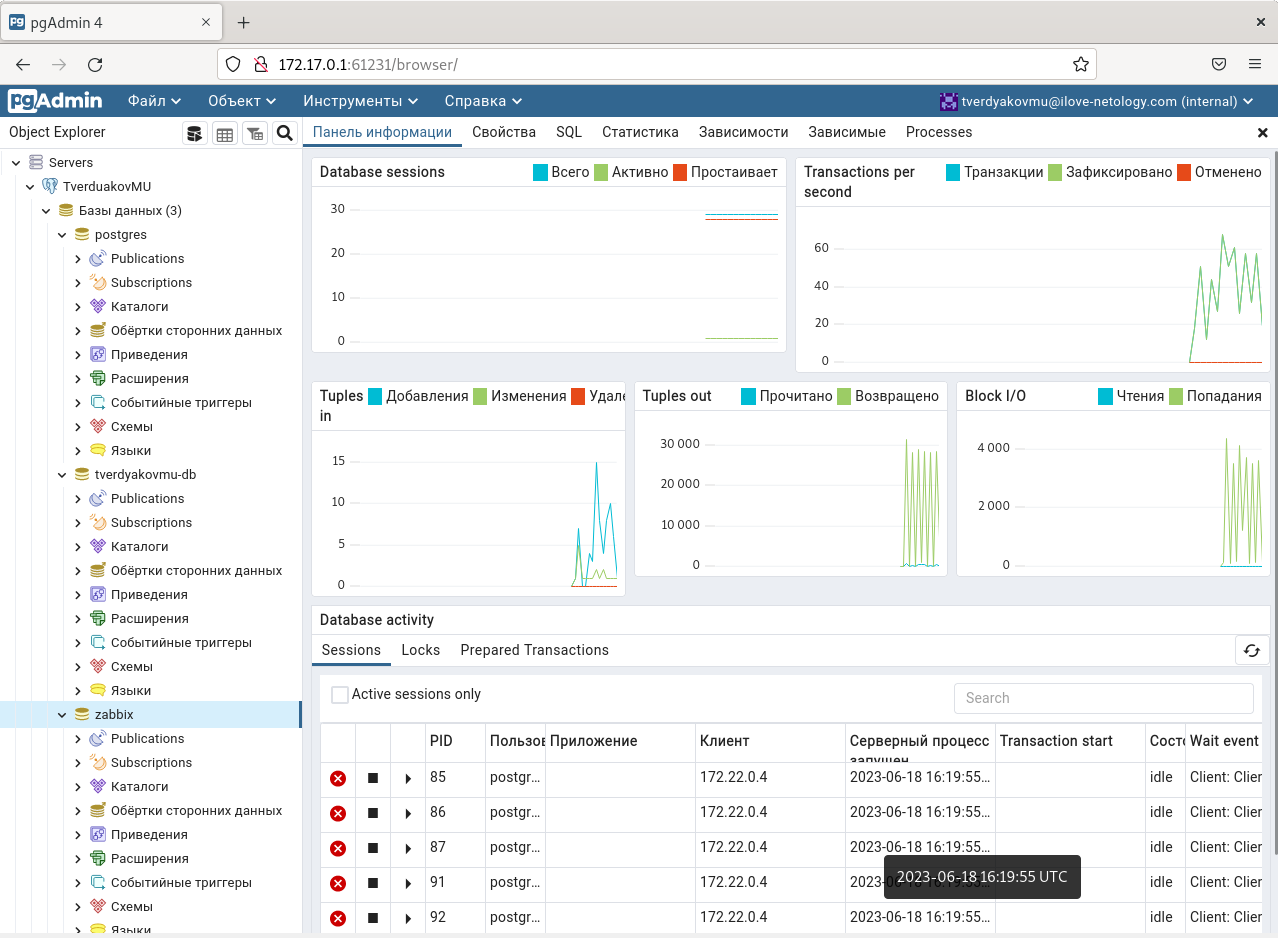 pgAdmin 4
172.17.0.1:61231/browser/
pgAdmin Файл Объект Инструменты Справка tverdyakovmu@ilove-netology.com (internal)
Object Explorer
Панель информации Свойства SQL Статистика Зависимости Зависимые Processes
Servers
TverduakovMU
Базы данных (3)
postgres
Publications
Subscriptions
Каталоги
Обёртки сторонних данных
Приведения
Расширения
Событийные триггеры
Схемы
Языки
tverdyakovmu-db
Publications
Subscriptions
Каталоги
Обёртки сторонних данных
Приведения
Расширения
Событийные триггеры
Схемы
Языки
zabbix
Publications
Subscriptions
Каталоги
Обёртки сторонних данных
Приведения
Расширения
Событийные триггеры
Схемы
Языки
Database sessions Всего Активно Простаивает
30
20
10
0
Transactions per second Транзакции Зафиксировано Отменено
60
40
20
0
Tuples in Добавления Изменения Удале
15
10
5
0
Tuples out Прочитано Возвращено
30 000
20 000
10 000
0
Block I/O Чтения Попадания
4 000
2 000
0
Database activity
Sessions Locks Prepared Transactions
Active sessions only Search
PID Пользов Приложение Клиент Серверный процесс запущен Transaction start Состо Wait event
85 postgr... 172.22.0.4 2023-06-18 16:19:55... idle Client: Clier
86 postgr... 172.22.0.4 2023-06-18 16:19:55... idle Client: Clier
87 postgr... 172.22.0.4 2023-06-18 16:19:55... idle Client: Clier
91 postgr... 172.22.0.4 2023-06-18 16:19:55 UTC idle Client: Clier
92 postgr... 172.22.0.4 2023-06-18 16:19:55... idle Client: Clier